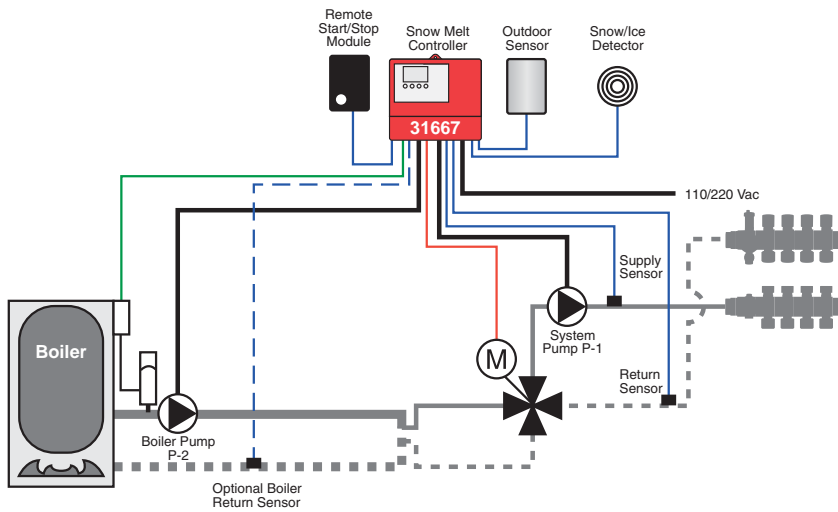 Remote
Start/Stop
Module
Snow Melt
Controller
Outdoor
Sensor
Snow/Ice
Detector
31667
110/220 Vac
Supply
Sensor
System
Pump P-1
Boiler
M
Return
Sensor
Boiler Pump
P-2
Optional Boiler
Return Sensor